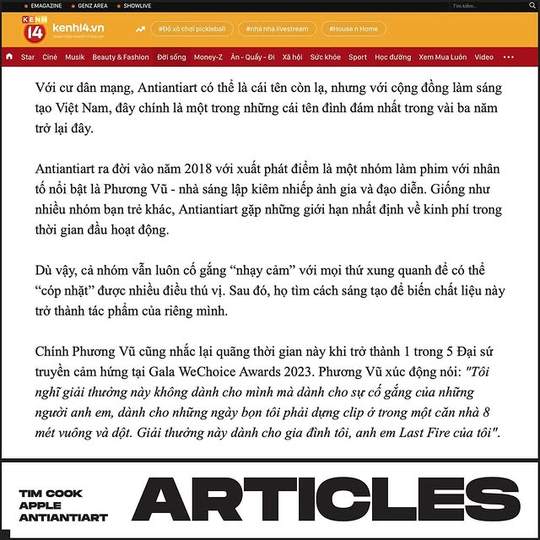 EMAGAZINE GENZ AREA SHOWLIVE Tìm kiếm...
KENH 14 kenh14.vn #Đồ xỏ chơi pickleball #nhà nhà livestream #House n Home
Star Ciné Musik Beauty & Fashion Đời sống Money-Z Ăn - Quẩy - Đi Xã hội Sức khỏe Sport Học đường Xem Mua Luôn Video
Với cư dân mạng, Antiantiart có thể là cái tên còn lạ, nhưng với cộng đồng làm sáng
tạo Việt Nam, đây chính là một trong những cái tên đình đám nhất trong vài ba năm
trở lại đây.
Antiantiart ra đời vào năm 2018 với xuất phát điểm là một nhóm làm phim với nhân
tố nổi bật là Phương Vũ - nhà sáng lập kiêm nhiếp ảnh gia và đạo diễn. Giống như
nhiều nhóm bạn trẻ khác, Antiantiart gặp những giới hạn nhất định về kinh phí trong
thời gian đầu hoạt động.
Dù vậy, cả nhóm vẫn luôn cố gắng “nhạy cảm” với mọi thứ xung quanh để có thể
“cóp nhặt” được nhiều điều thú vị. Sau đó, họ tìm cách sáng tạo để biến chất liệu này
trở thành tác phẩm của riêng mình.
Chính Phương Vũ cũng nhắc lại quãng thời gian này khi trở thành 1 trong 5 Đại sứ
truyền cảm hứng tại Gala WeChoice Awards 2023. Phương Vũ xúc động nói: "Tôi
nghĩ giải thưởng này không dành cho mình mà dành cho sự cố gắng của những
người anh em, dành cho những ngày bọn tôi phải dựng clip ở trong một căn nhà 8
mét vuông và dột. Giải thưởng này dành cho gia đình tôi, anh em Last Fire của tôi".
TIM COOK
APPLE
ANTIANTIART
ARTICLES